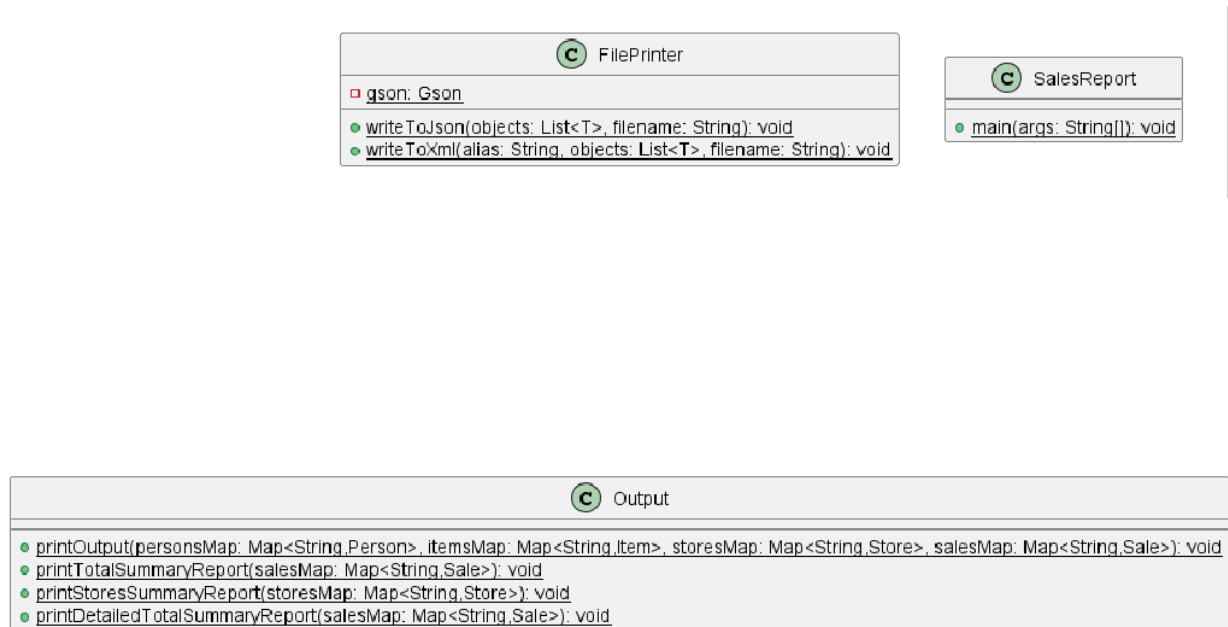 C FilePrinter
gson: Gson
writeToJson(objects: List<T>, filename: String): void
writeToXml(alias: String, objects: List<T>, filename: String): void
C SalesReport
main(args: String[]): void
C Output
printOutput(personsMap: Map<String,Person>, itemsMap: Map<String,Item>, storesMap: Map<String,Store>, salesMap: Map<String,Sale>): void
printTotalSummaryReport(salesMap: Map<String,Sale>): void
printStoresSummaryReport(storesMap: Map<String,Store>): void
printDetailedTotalSummaryReport(salesMap: Map<String,Sale>): void